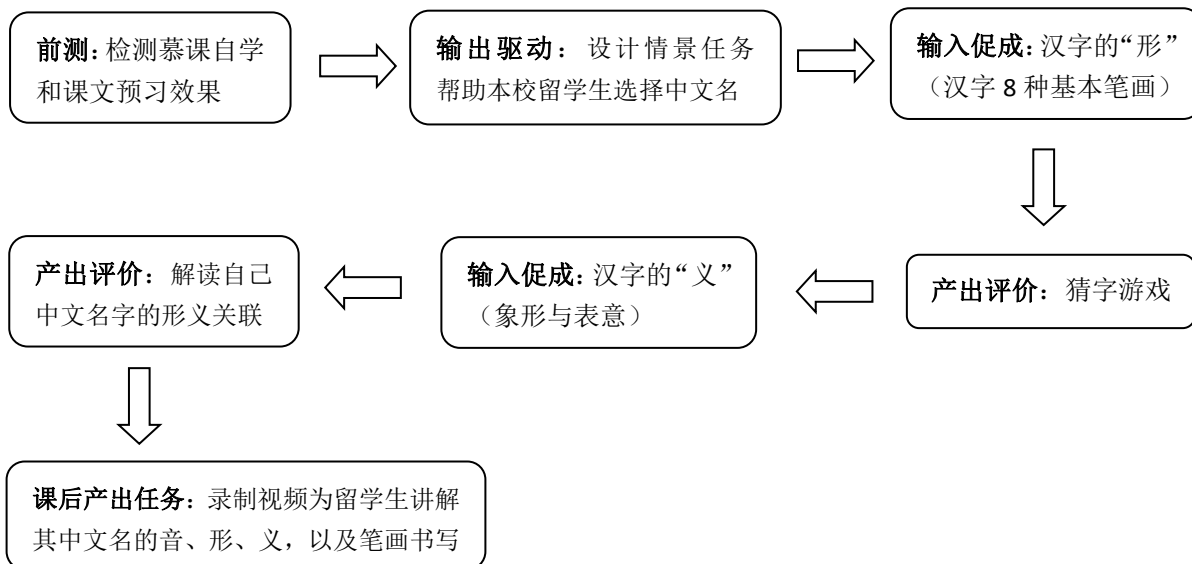 前测：检测慕课自学
和课文预习效果
输出驱动：设计情景任务
帮助本校留学生选择中文名
输入促成：汉字的“形”
（汉字 8 种基本笔画）
产出评价：猜字游戏
输入促成：汉字的“义”
（象形与表意）
产出评价：解读自己
中文名字的形义关联
课后产出任务：录制视频为留学生讲解
其中文名的音、形、义，以及笔画书写